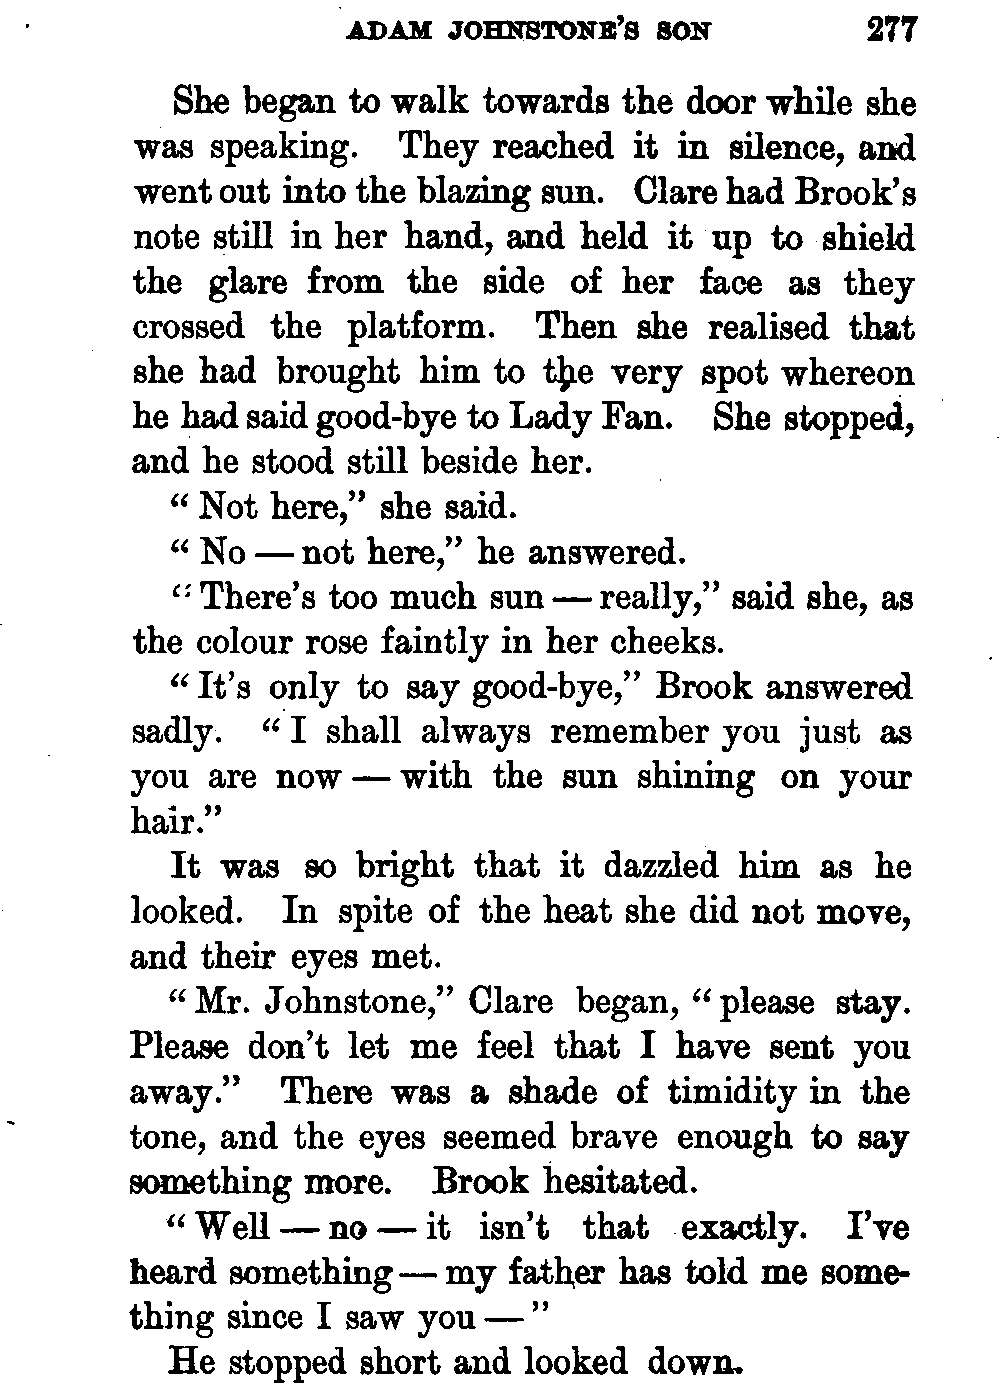 ADAM JOHNSTONE'S SON 277
She began to walk towards the door while she
was speaking. They reached it in silence, and
went out into the blazing sun. Clare had Brook's
note still in her hand, and held it up to shield
the glare from the side of her face as they
crossed the platform. Then she realised that
she had brought him to the very spot whereon
he had said good-bye to Lady Fan. She stopped,
and he stood still beside her.
“Not here,” she said.
“No — not here,” he answered.
“There's too much sun — really,” said she, as
the colour rose faintly in her cheeks.
“It's only to say good-bye,” Brook answered
sadly. “I shall always remember you just as
you are now — with the sun shining on your
hair.”
It was so bright that it dazzled him as he
looked. In spite of the heat she did not move,
and their eyes met.
“Mr. Johnstone,” Clare began, “please stay.
Please don't let me feel that I have sent you
away.” There was a shade of timidity in the
tone, and the eyes seemed brave enough to say
something more. Brook hesitated.
“Well — no — it isn't that exactly. I've
heard something — my father has told me some-
thing since I saw you —”
He stopped short and looked down.